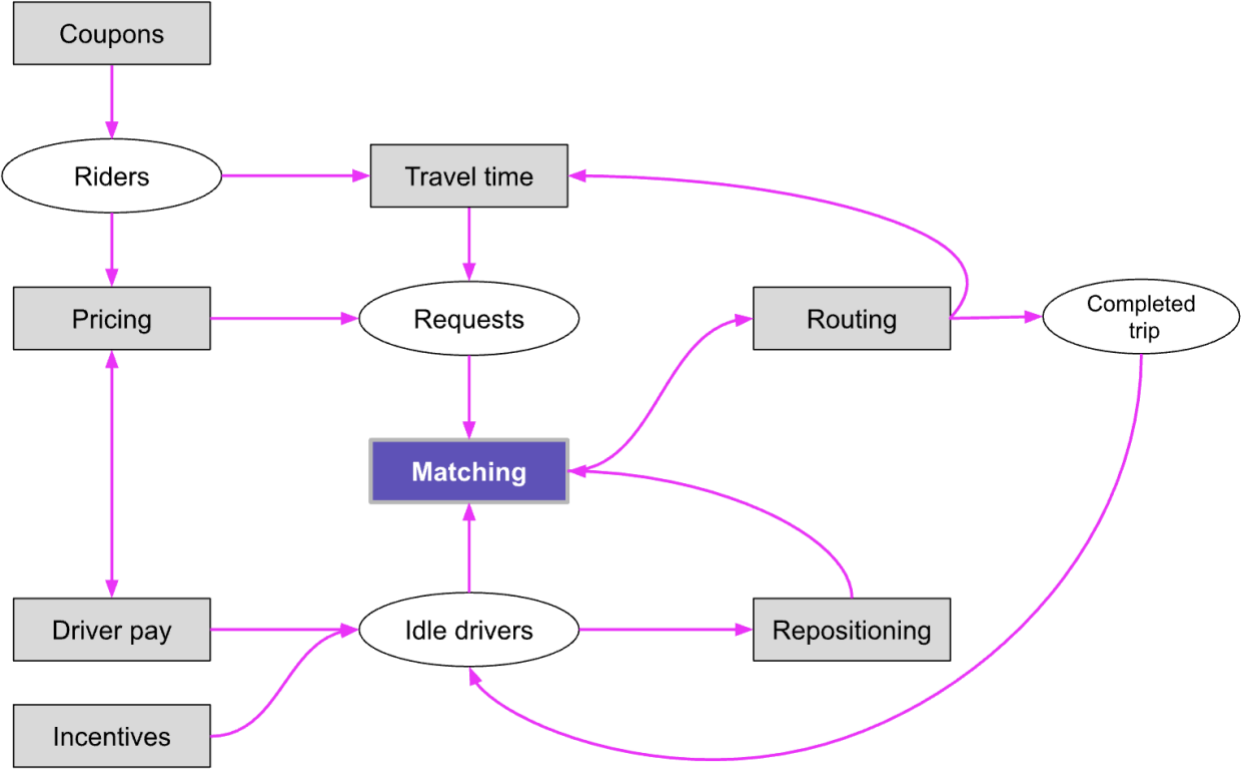 Coupons
Riders
Travel time
Pricing
Requests
Routing
Completed
trip
Matching
Driver pay
Idle drivers
Repositioning
Incentives